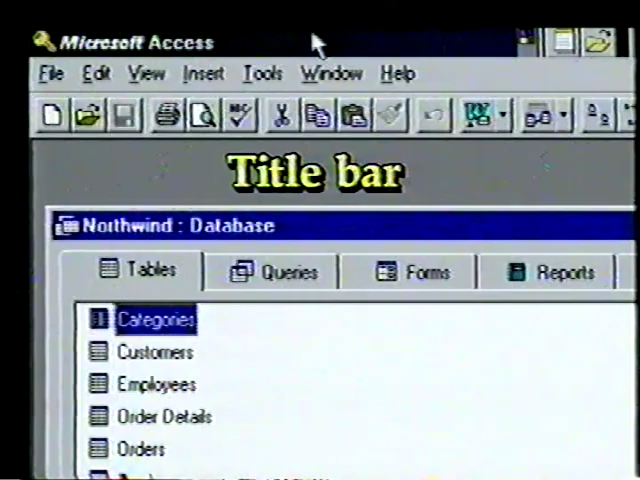 Microsoft Access
File Edit View Insert Tools Window Help
Title bar
Northwind : Database
Tables Queries Forms Reports
Categories
Customers
Employees
Order Details
Orders